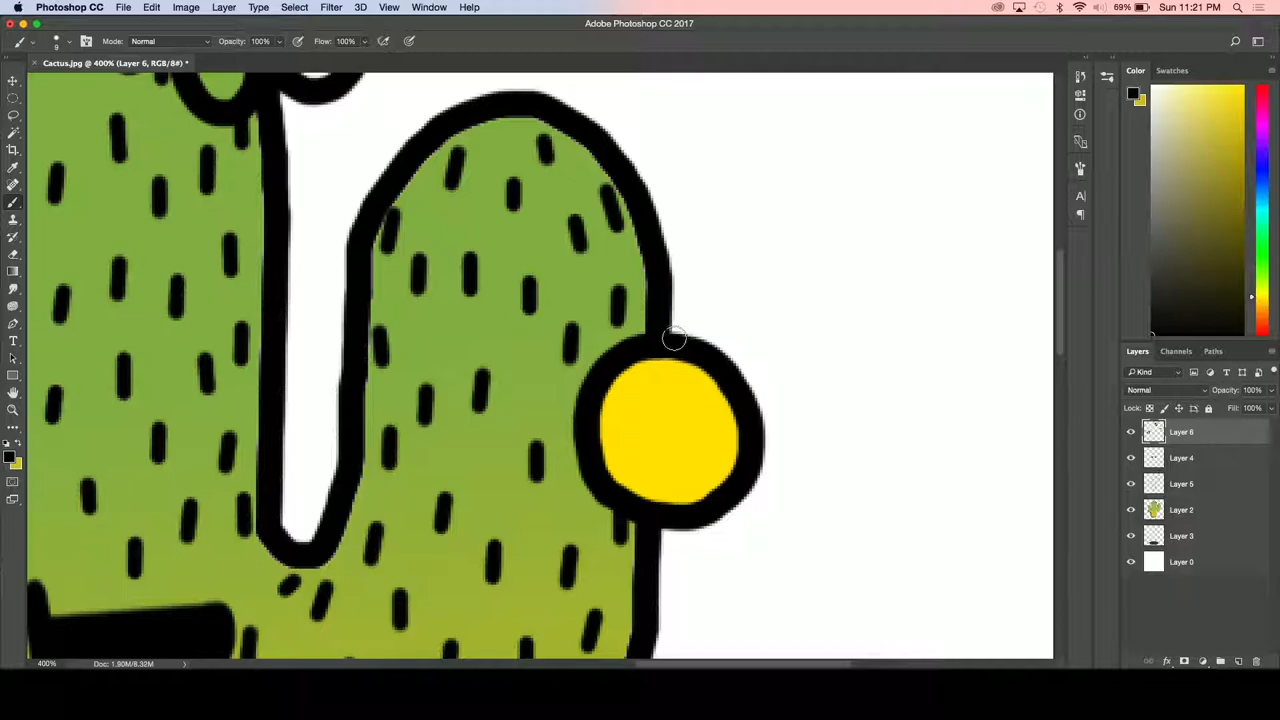 Photoshop CC File Edit Image Layer Type Select Filter 3D View Window Help 69% Sun 11:21 PM
Adobe Photoshop CC 2017
9 Mode: Normal Opacity: 100% Flow: 100%
Cactus.jpg @ 400% (Layer 6, RGB/8#) *
Color Swatches
Layers Channels Paths
Kind
Normal Opacity: 100%
Lock: Fill: 100%
Layer 6
Layer 4
Layer 5
Layer 2
Layer 3
Layer 0
400% Doc: 1.90M/8.32M